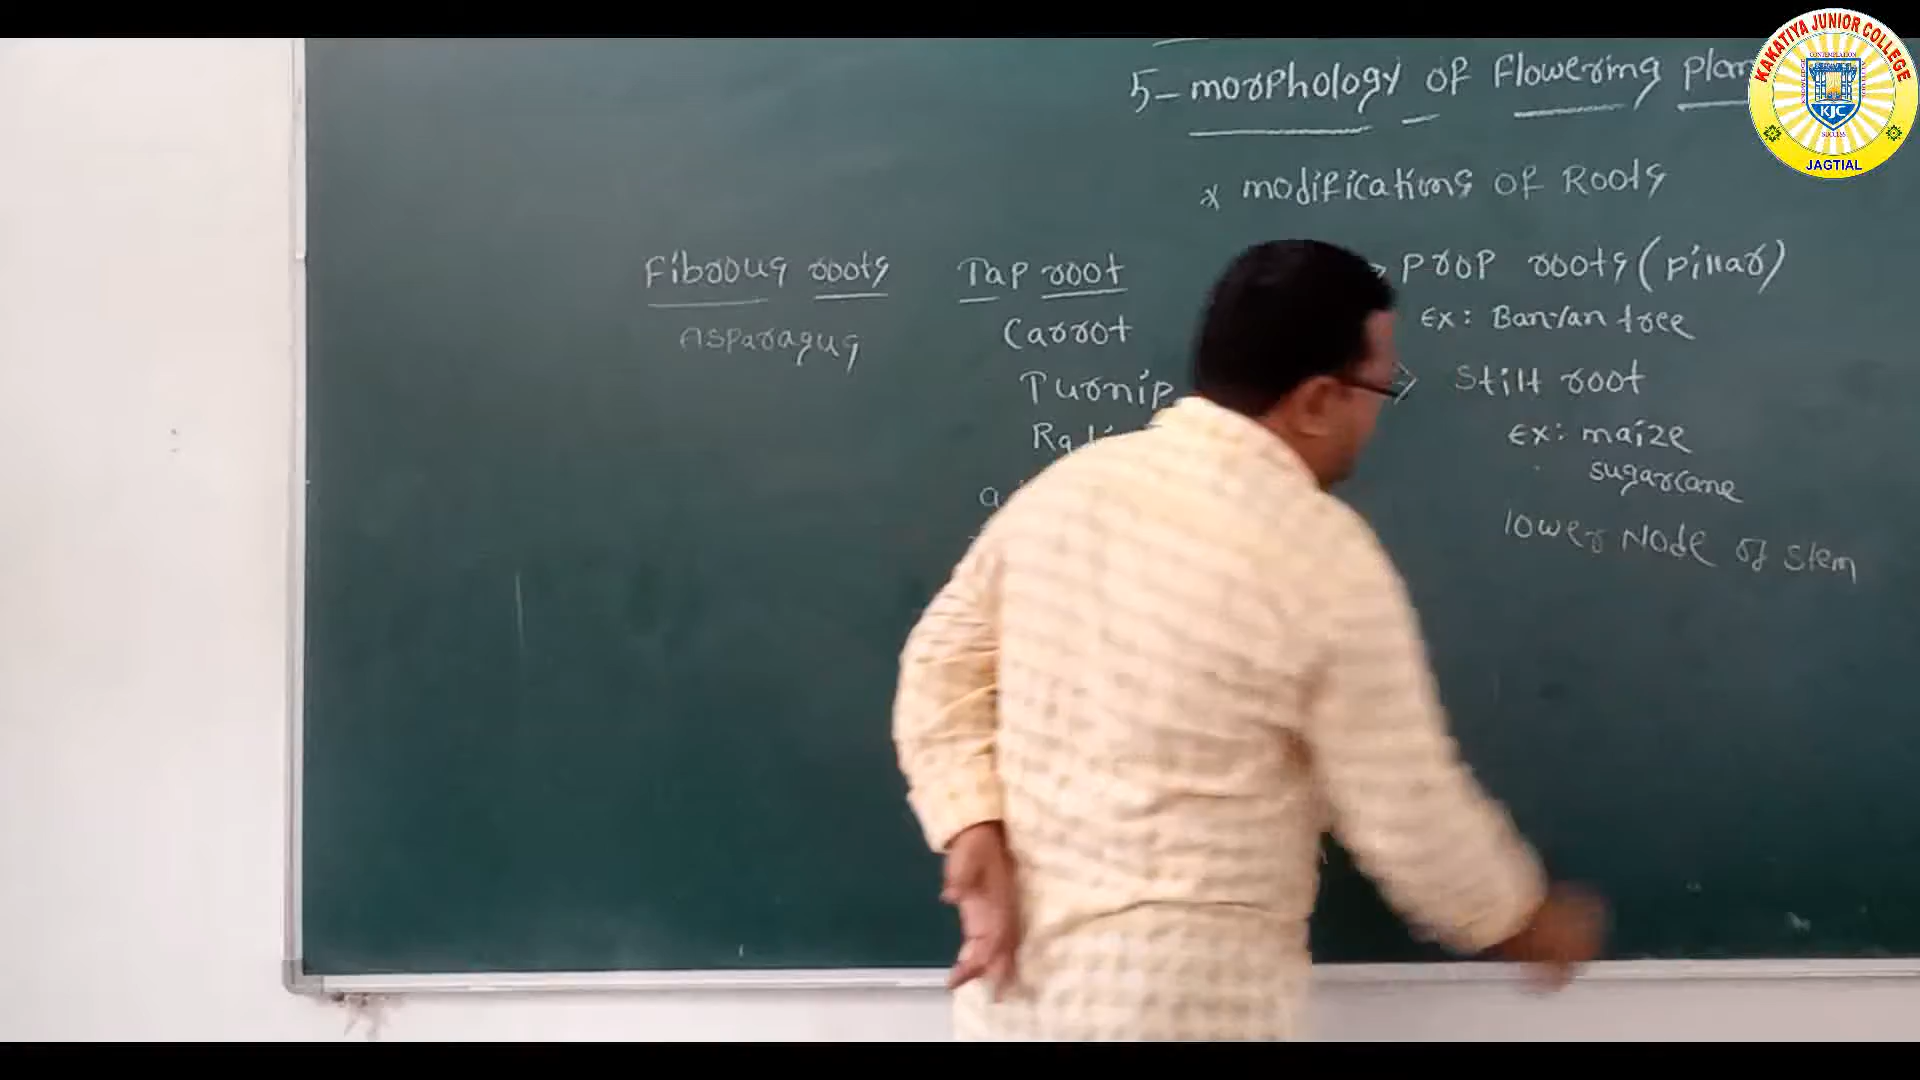 5- morphology of Flowering plan
* modifications of Roots
Fibrous roots
Asparagus
Tap root
Carrot
Turnip
prop roots (pillar)
Ex: Banyan tree
Stilt root
Ex: maize
sugarcane
lower Node of Stem
KAKATIYA JUNIOR COLLEGE
KJC
SUCCESS
JAGTIAL